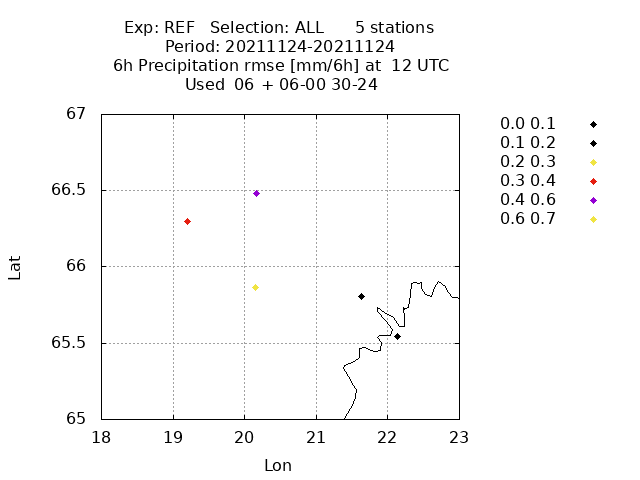 Exp: REF   Selection: ALL      5 stations
Period: 20211124-20211124
6h Precipitation rmse [mm/6h] at  12 UTC
Used  06 + 06-00 30-24
67
66.5
66
65.5
65
Lat
18 19 20 21 22 23
Lon
0.0 0.1
0.1 0.2
0.2 0.3
0.3 0.4
0.4 0.6
0.6 0.7